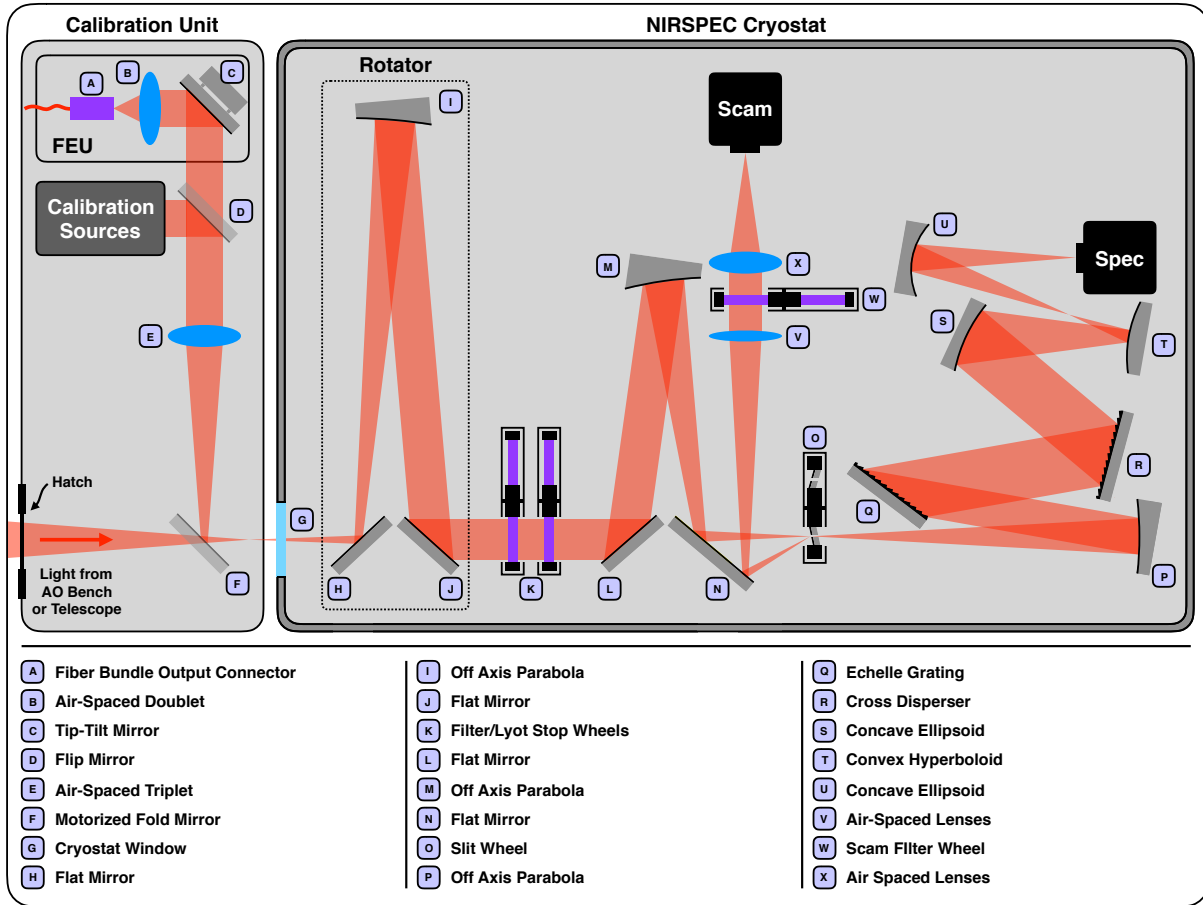 Calibration Unit
NIRSPEC Cryostat
A
B
C
FEU
Rotator
I
Scam
Calibration
Sources
D
U
Spec
M
X
W
S
E
V
T
Hatch
O
R
G
Q
Light from
AO Bench
or Telescope
F
H
J
K
L
N
P
A Fiber Bundle Output Connector
B Air-Spaced Doublet
C Tip-Tilt Mirror
D Flip Mirror
E Air-Spaced Triplet
F Motorized Fold Mirror
G Cryostat Window
H Flat Mirror
I Off Axis Parabola
J Flat Mirror
K Filter/Lyot Stop Wheels
L Flat Mirror
M Off Axis Parabola
N Flat Mirror
O Slit Wheel
P Off Axis Parabola
Q Echelle Grating
R Cross Disperser
S Concave Ellipsoid
T Convex Hyperboloid
U Concave Ellipsoid
V Air-Spaced Lenses
W Scam FIlter Wheel
X Air Spaced Lenses